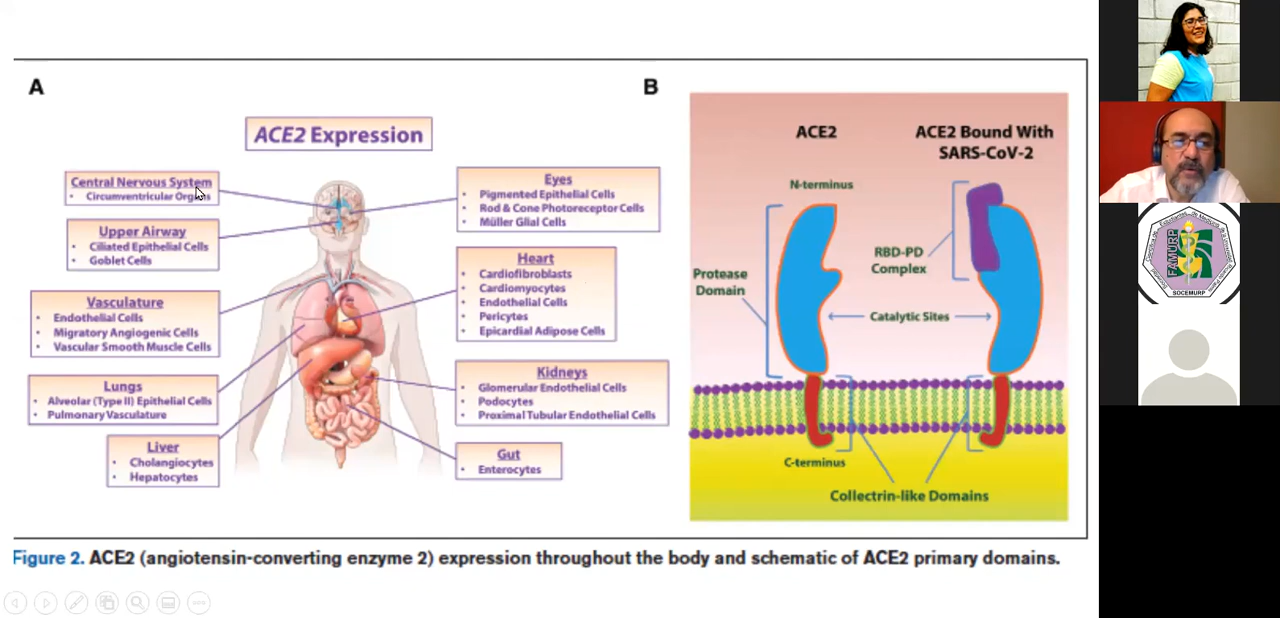 A
ACE2 Expression
Central Nervous System
• Circumventricular Organs
Upper Airway
• Ciliated Epithelial Cells
• Goblet Cells
Vasculature
• Endothelial Cells
• Migratory Angiogenic Cells
• Vascular Smooth Muscle Cells
Lungs
• Alveolar (Type II) Epithelial Cells
• Pulmonary Vasculature
Liver
• Cholangiocytes
• Hepatocytes
Eyes
• Pigmented Epithelial Cells
• Rod & Cone Photoreceptor Cells
• Müller Glial Cells
Heart
• Cardiofibroblasts
• Cardiomyocytes
• Endothelial Cells
• Pericytes
• Epicardial Adipose Cells
Kidneys
• Glomerular Endothelial Cells
• Podocytes
• Proximal Tubular Endothelial Cells
Gut
• Enterocytes
B
ACE2
ACE2 Bound With
SARS-CoV-2
N-terminus
RBD-PD
Complex
Protease
Domain
Catalytic Sites
C-terminus
Collectrin-like Domains
Figure 2. ACE2 (angiotensin-converting enzyme 2) expression throughout the body and schematic of ACE2 primary domains.
FAMURP
SOCEMURP